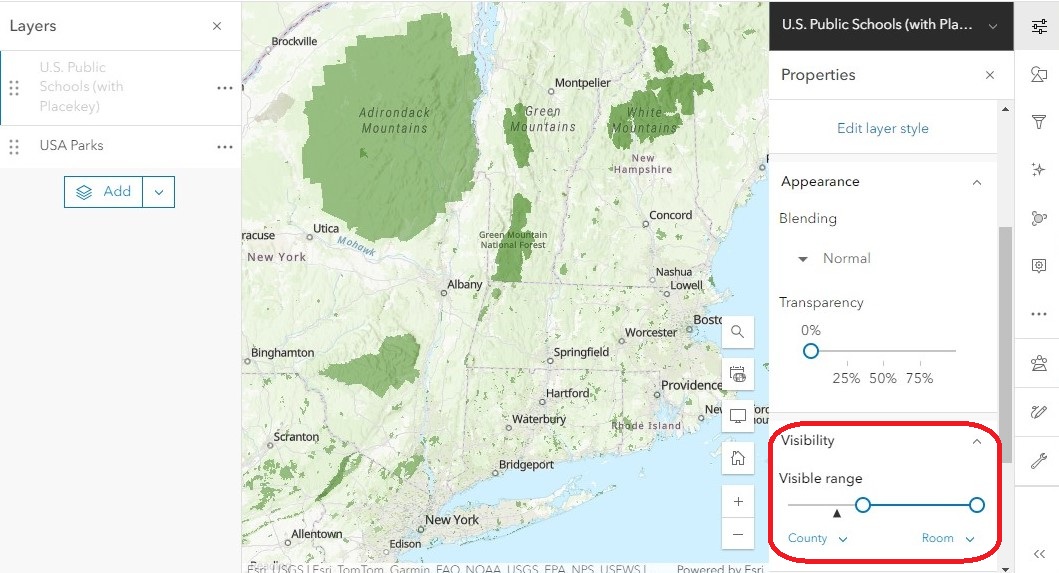 Layers
U.S. Public
Schools (with
Placekey)
USA Parks
Add
Brockville
Montpelier
Adirondack
Mountains
Green
Mountains
White
Mountains
New
Hampshire
Utica
Mohawk
New York
Green Mountain
National Forest
Concord
Albany
Nashua
Lowell
Worcester
Binghamton
Springfield
Providence
Hartford
Waterbury
Rhode Island
Scranton
Bridgeport
New York
Allentown
Edison
Esri, USGS | Esri, TomTom, Garmin, FAO, NOAA, USGS, EPA, NPS, USFWS |
Powered by Esri
U.S. Public Schools (with Pla...
Properties
Edit layer style
Appearance
Blending
Normal
Transparency
0%
25% 50% 75%
Visibility
Visible range
County
Room